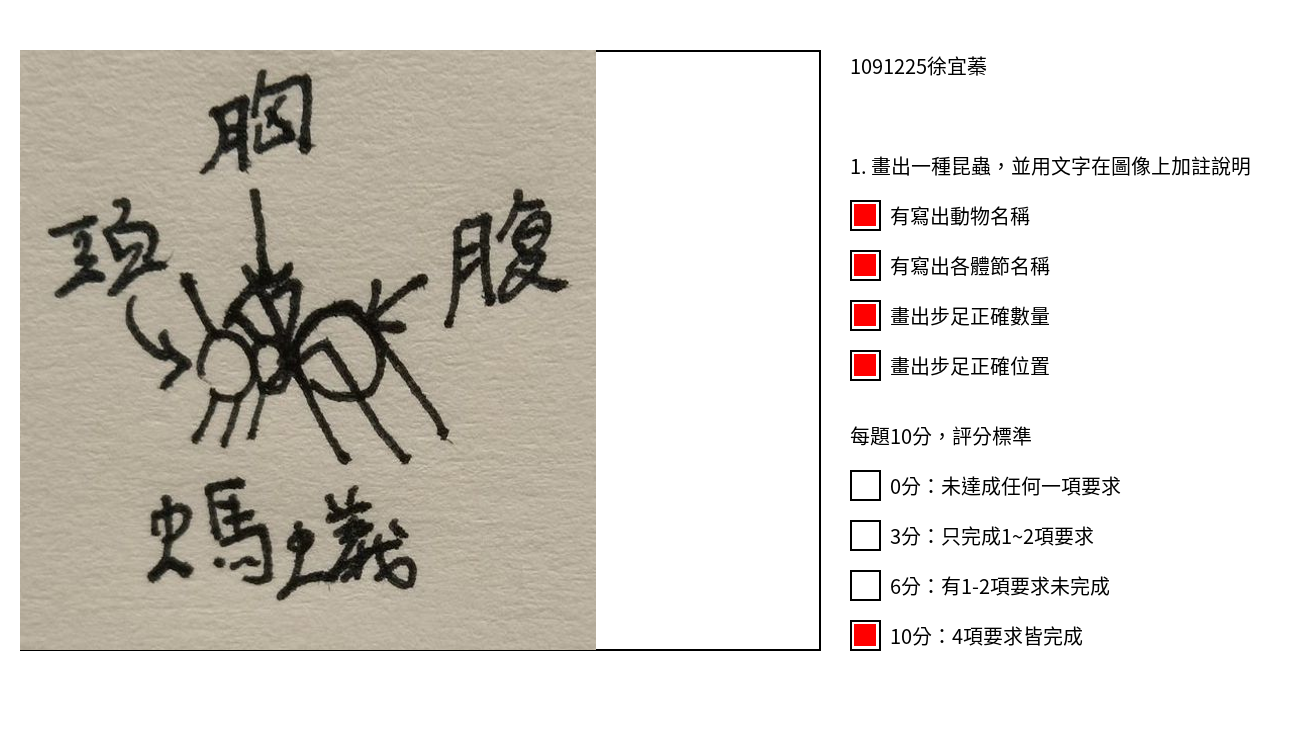 胸
頭
腹
螞蟻
1091225徐宜蓁
1. 畫出一種昆蟲，並用文字在圖像上加註說明
有寫出動物名稱
有寫出各體節名稱
畫出步足正確數量
畫出步足正確位置
每題10分，評分標準
0分：未達成任何一項要求
3分：只完成1~2項要求
6分：有1-2項要求未完成
10分：4項要求皆完成